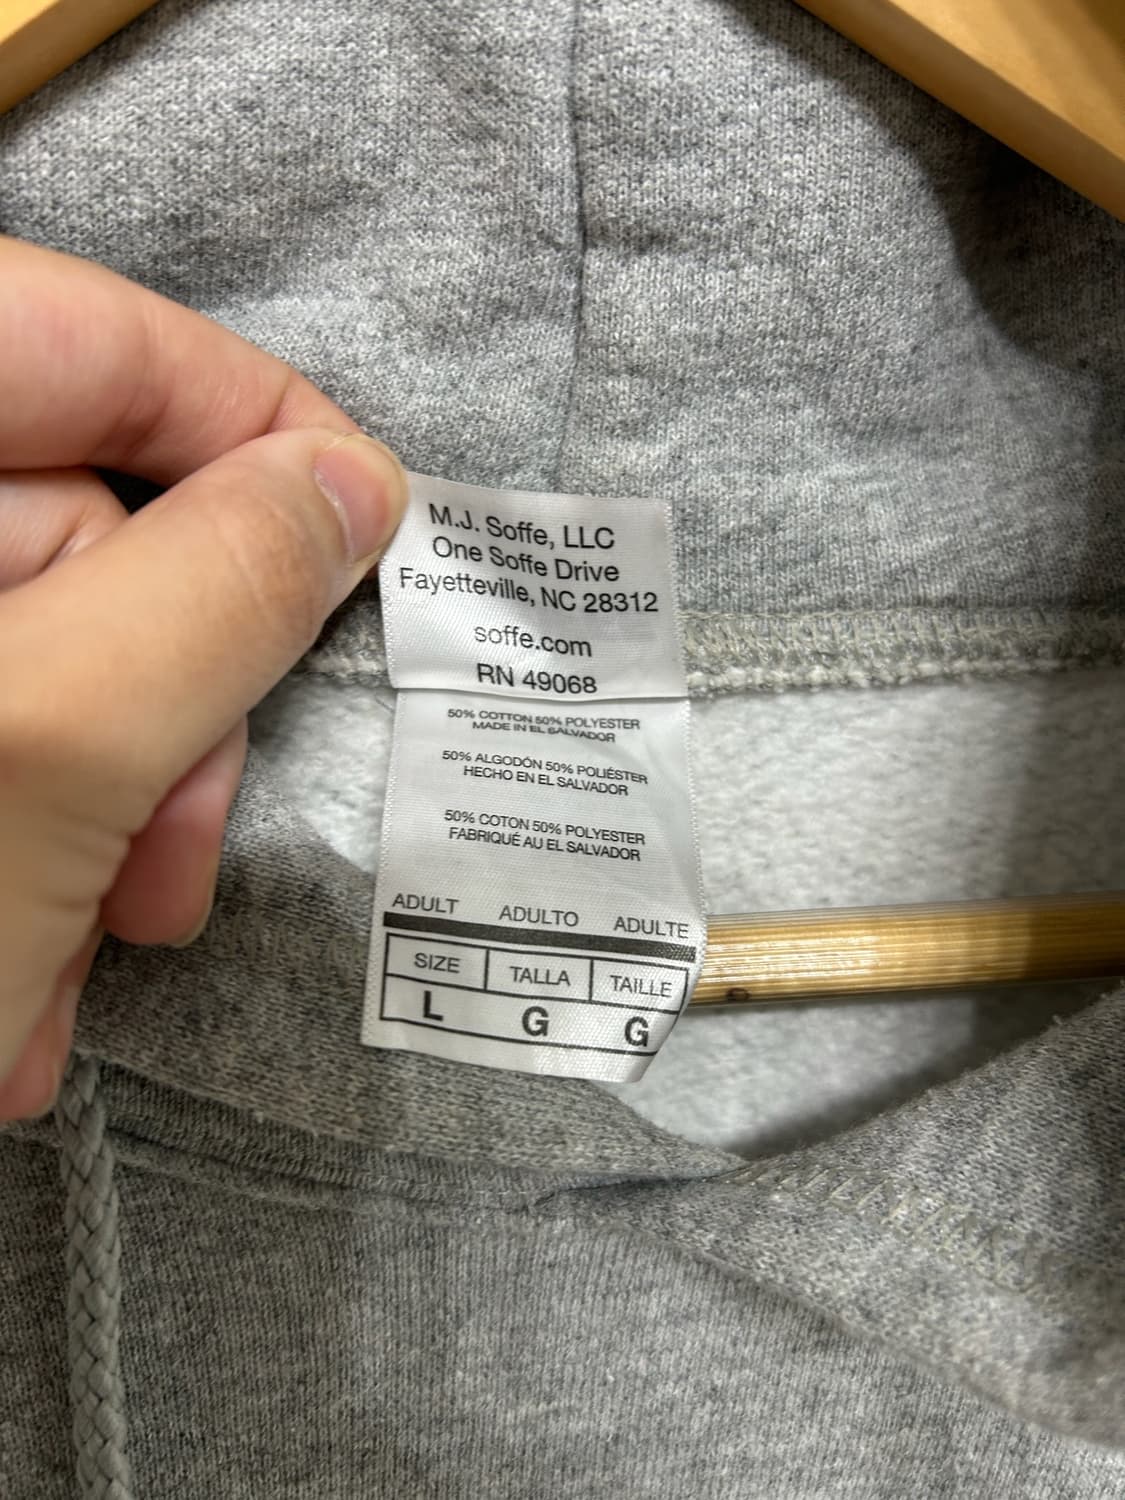 M.J. Soffe, LLC
One Soffe Drive
Fayetteville, NC 28312
soffe.com
RN 49068
50% COTTON 50% POLYESTER
MADE IN EL SALVADOR
50% ALGODÓN 50% POLIÉSTER
HECHO EN EL SALVADOR
50% COTON 50% POLYESTER
FABRIQUÉ AU EL SALVADOR
ADULT ADULTO ADULTE
SIZE TALLA TAILLE
L G G